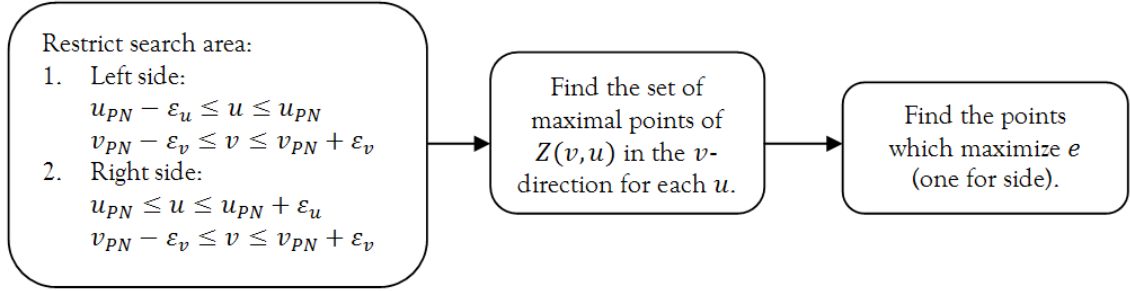 Restrict search area:
1. Left side:
u_PN − ε_u ≤ u ≤ u_PN
v_PN − ε_v ≤ v ≤ v_PN + ε_v
2. Right side:
u_PN ≤ u ≤ u_PN + ε_u
v_PN − ε_v ≤ v ≤ v_PN + ε_v
Find the set of
maximal points of
Z(v,u) in the v-
direction for each u.
Find the points
which maximize e
(one for side).